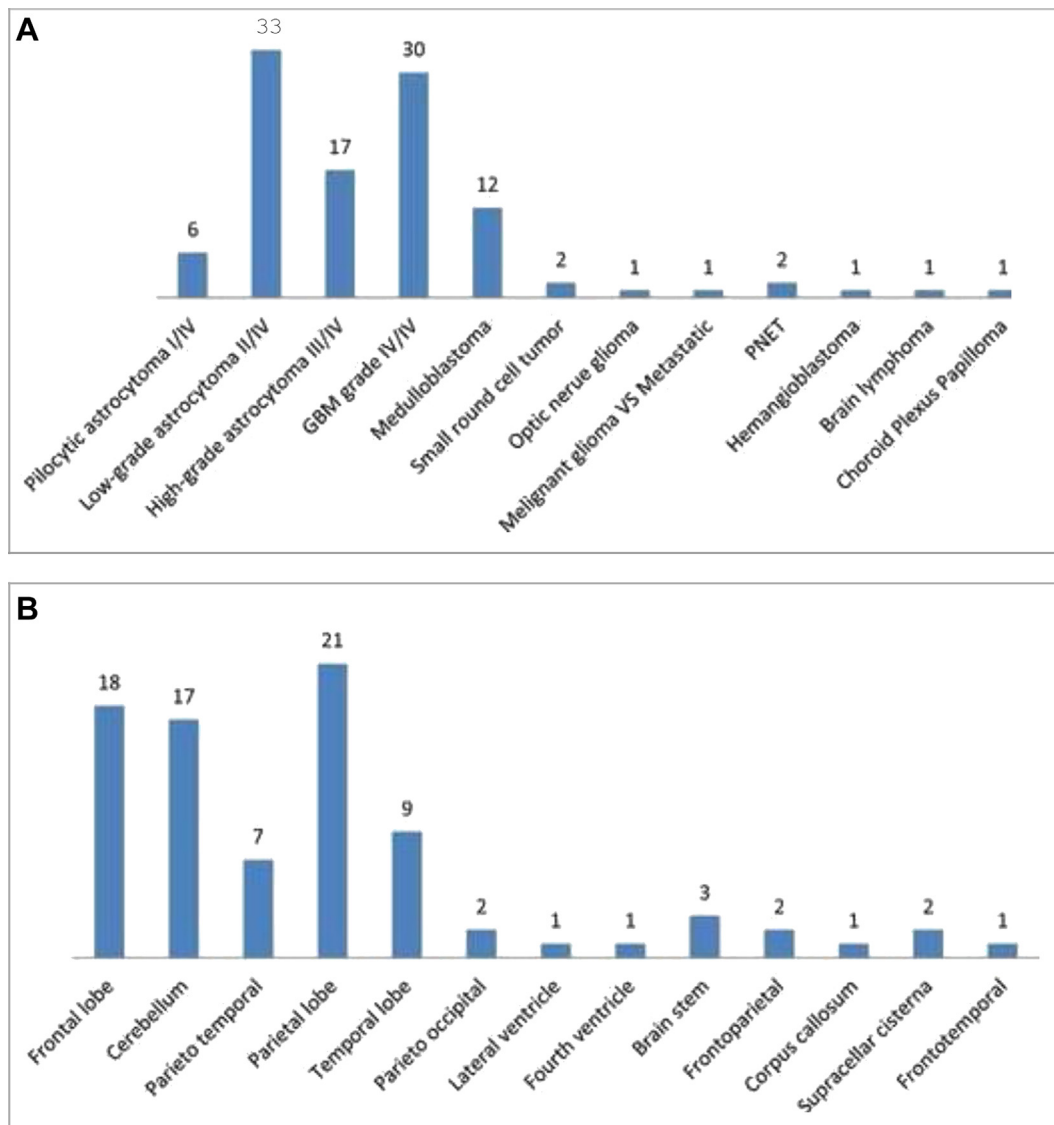 A
33
30
17
12
6
2
1
1
2
1
1
1
Pilocytic astrocytoma I/IV
Low-grade astrocytoma II/IV
High-grade astrocytoma III/IV
GBM grade IV/IV
Medulloblastoma
Small round cell tumor
Optic nerue glioma
Melignant glioma VS Metastatic
PNET
Hemangioblastoma
Brain lymphoma
Choroid Plexus Papilloma
B
18
17
7
21
9
2
1
1
3
2
1
2
1
Frontal lobe
Cerebellum
Parieto temporal
Parietal lobe
Temporal lobe
Parieto occipital
Lateral ventricle
Fourth ventricle
Brain stem
Frontoparietal
Corpus callosum
Supracellar cisterna
Frontotemporal